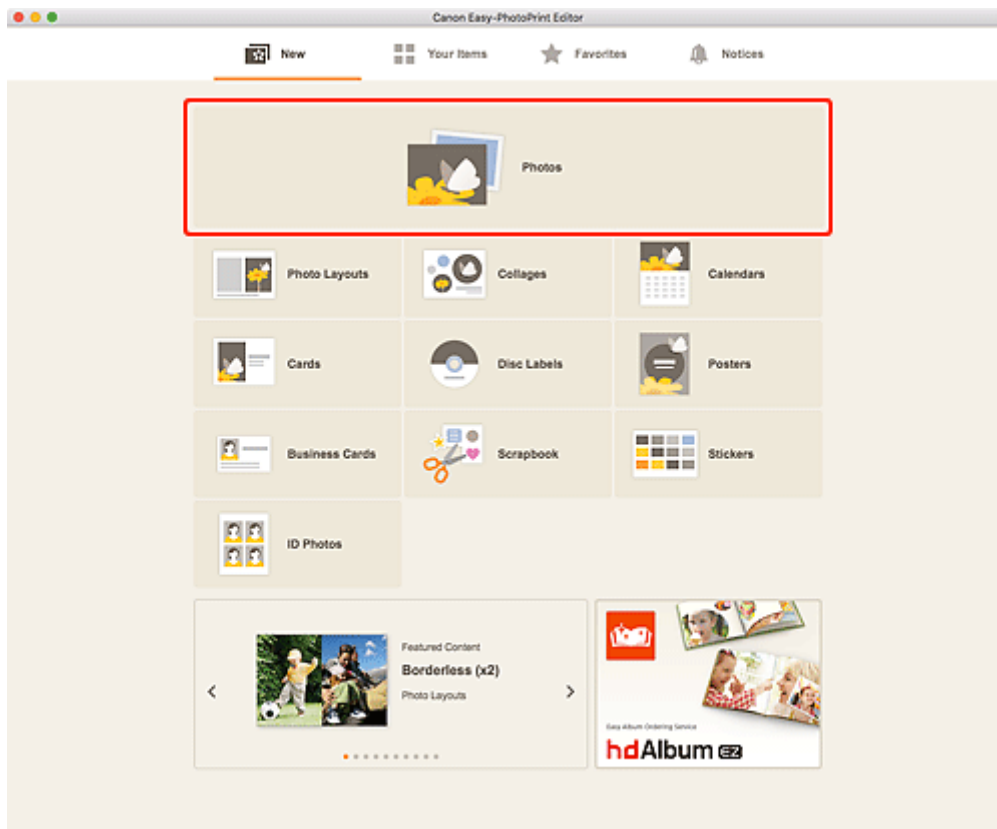 Canon Easy-PhotoPrint Editor
New
Your Items
Favorites
Notices
Photos
Photo Layouts
Collages
Calendars
Cards
Disc Labels
Posters
Business Cards
Scrapbook
Stickers
ID Photos
Featured Content
Borderless (x2)
Photo Layouts
Easy Album Ordering Service
hdAlbum EZ